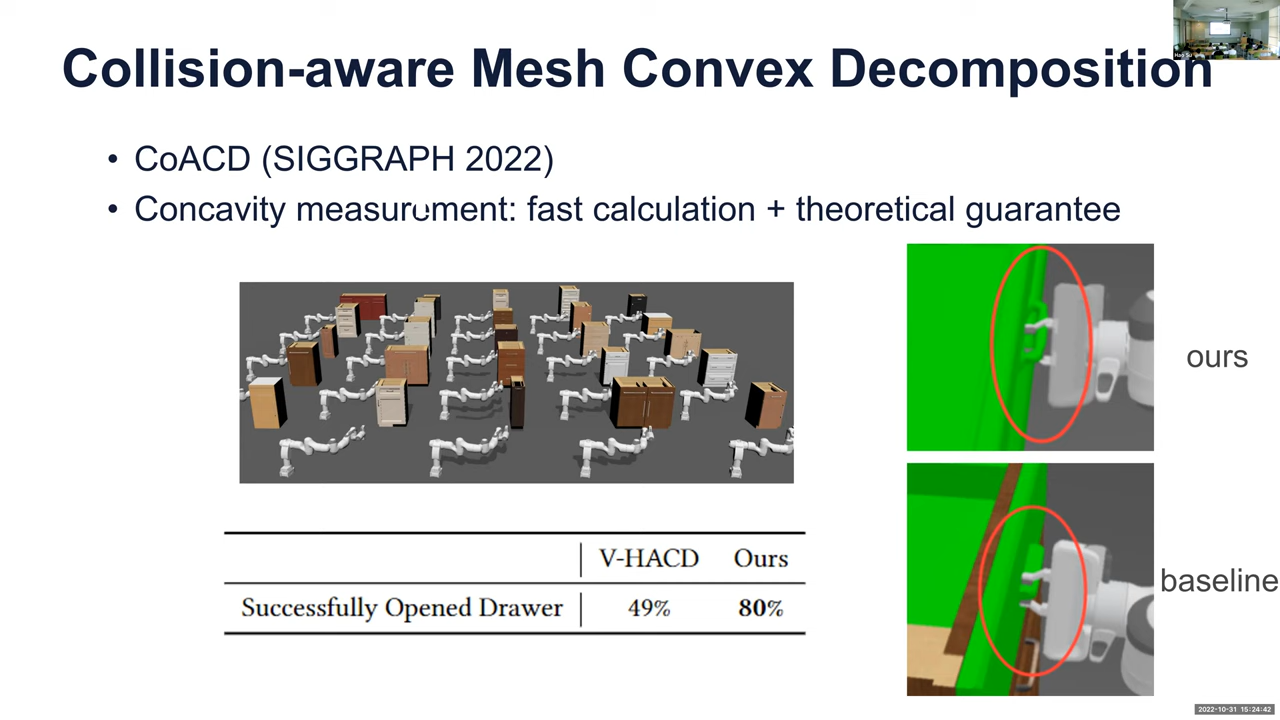 Collision-aware Mesh Convex Decomposition
• CoACD (SIGGRAPH 2022)
• Concavity measurement: fast calculation + theoretical guarantee
ours
baseline
V-HACD Ours
Successfully Opened Drawer 49% 80%
2022-10-31 15:24:42